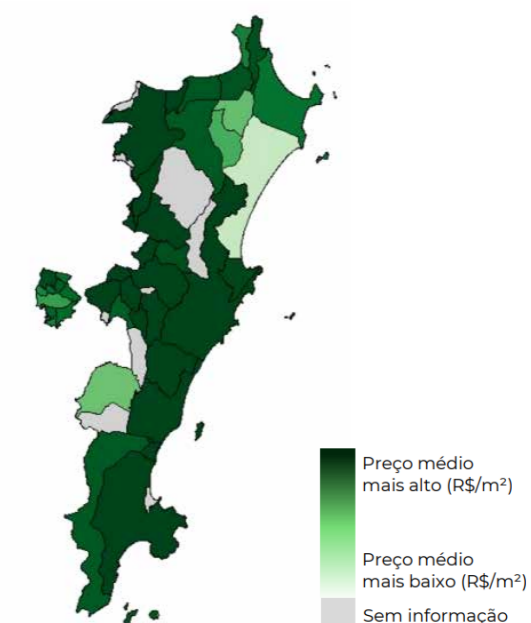 Preço médio
mais alto (R$/m²)
Preço médio
mais baixo (R$/m²)
Sem informação